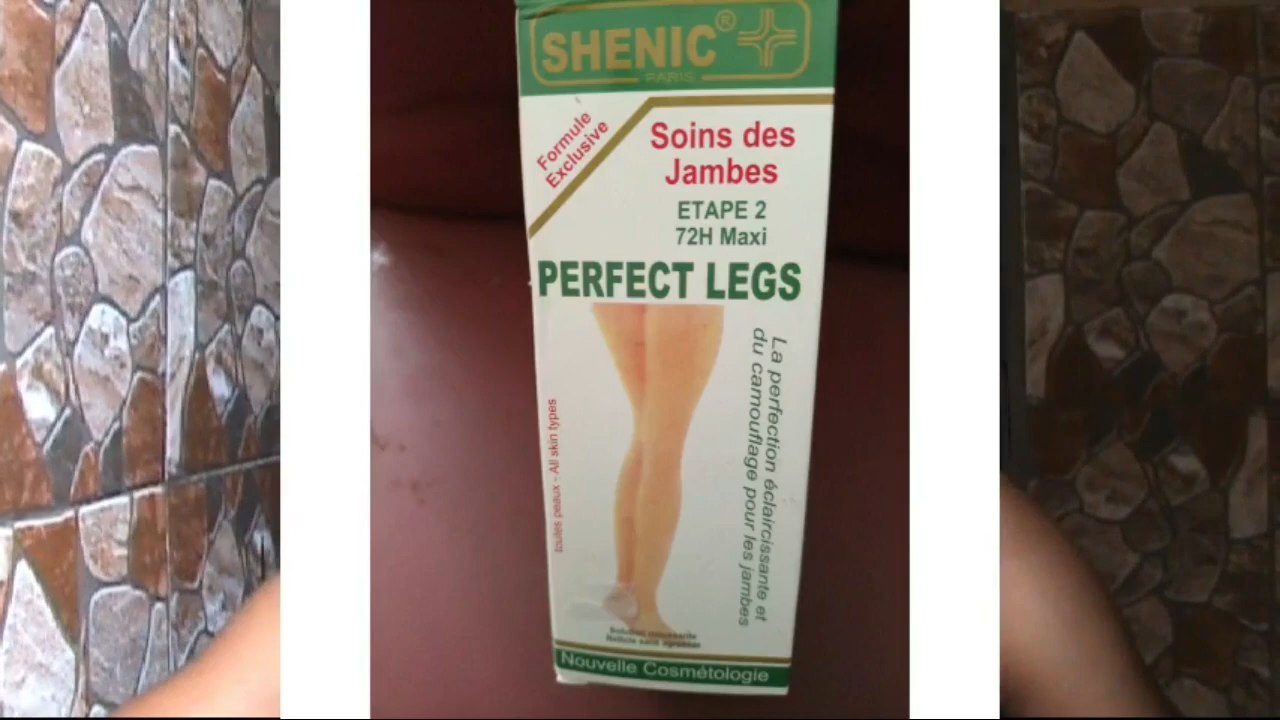 SHENIC®
PARIS
Formule
Exclusive
Soins des
Jambes
ETAPE 2
72H Maxi
PERFECT LEGS
La perfection éclaircissante et
du camouflage pour les jambes
toutes peaux - All skin types
Nouvelle Cosmétologie